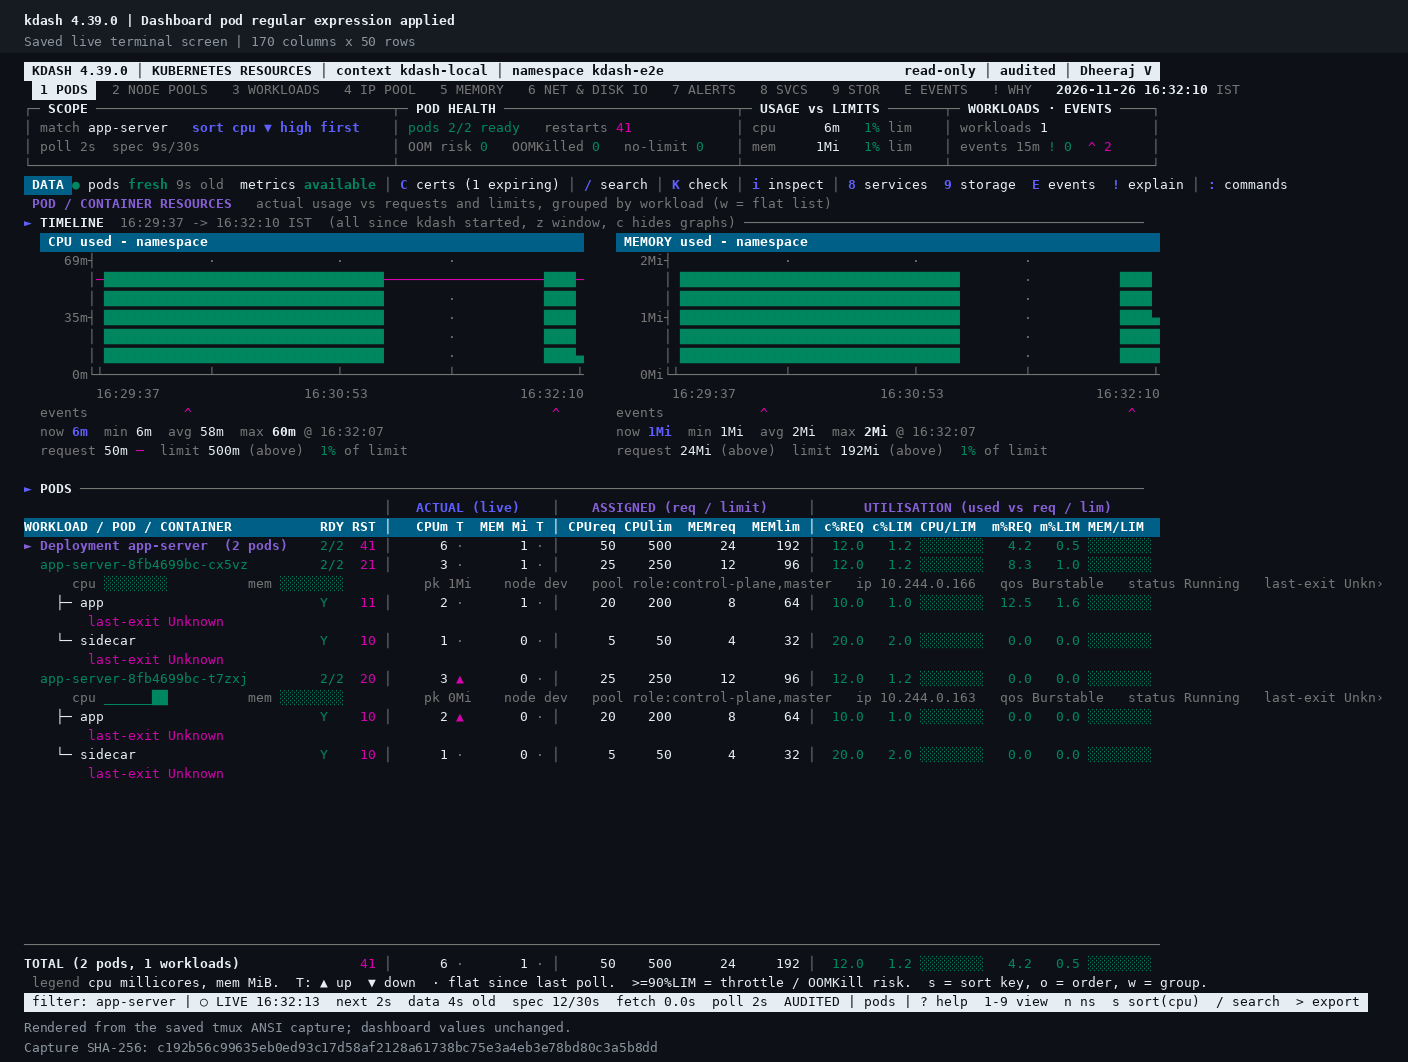 kdash 4.39.0 | Dashboard pod regular expression applied
Saved live terminal screen | 170 columns x 50 rows
KDASH 4.39.0 │ KUBERNETES RESOURCES │ context kdash-local │ namespace kdash-e2e read-only │ audited │ Dheeraj V
1 PODS 2 NODE POOLS 3 WORKLOADS 4 IP POOL 5 MEMORY 6 NET & DISK IO 7 ALERTS 8 SVCS 9 STOR E EVENTS ! WHY 2026-11-26 16:32:10 IST
SCOPE POD HEALTH USAGE vs LIMITS WORKLOADS · EVENTS
│ match app-server sort cpu ▼ high first │ pods 2/2 ready restarts 41 │ cpu 6m 1% lim │ workloads 1 │
│ poll 2s spec 9s/30s │ OOM risk 0 OOMKilled 0 no-limit 0 │ mem 1Mi 1% lim │ events 15m ! 0 ^ 2 │
DATA ● pods fresh 9s old metrics available │ C certs (1 expiring) │ / search │ K check │ i inspect │ 8 services 9 storage E events ! explain │ : commands
POD / CONTAINER RESOURCES actual usage vs requests and limits, grouped by workload (w = flat list)
► TIMELINE 16:29:37 -> 16:32:10 IST (all since kdash started, z window, c hides graphs)
CPU used - namespace MEMORY used - namespace
69m 2Mi
35m 1Mi
0m 0Mi
16:29:37 16:30:53 16:32:10 16:29:37 16:30:53 16:32:10
events ^ ^ events ^ ^
now 6m min 6m avg 58m max 60m @ 16:32:07 now 1Mi min 1Mi avg 2Mi max 2Mi @ 16:32:07
request 50m ─ limit 500m (above) 1% of limit request 24Mi (above) limit 192Mi (above) 1% of limit
► PODS
│ ACTUAL (live) │ ASSIGNED (req / limit) │ UTILISATION (used vs req / lim)
WORKLOAD / POD / CONTAINER RDY RST │ CPUm T MEM Mi T │ CPUreq CPUlim MEMreq MEMlim │ c%REQ c%LIM CPU/LIM m%REQ m%LIM MEM/LIM
► Deployment app-server (2 pods) 2/2 41 │ 6 · 1 · │ 50 500 24 192 │ 12.0 1.2 ░░░░░░░░ 4.2 0.5 ░░░░░░░░
app-server-8fb4699bc-cx5vz 2/2 21 │ 3 · 1 · │ 25 250 12 96 │ 12.0 1.2 ░░░░░░░░ 8.3 1.0 ░░░░░░░░
cpu ░░░░░░░░ mem ░░░░░░░░ pk 1Mi node dev pool role:control-plane,master ip 10.244.0.166 qos Burstable status Running last-exit Unkn›
├─ app Y 11 │ 2 · 1 · │ 20 200 8 64 │ 10.0 1.0 ░░░░░░░░ 12.5 1.6 ░░░░░░░░
last-exit Unknown
└─ sidecar Y 10 │ 1 · 0 · │ 5 50 4 32 │ 20.0 2.0 ░░░░░░░░ 0.0 0.0 ░░░░░░░░
last-exit Unknown
app-server-8fb4699bc-t7zxj 2/2 20 │ 3 ▲ 0 · │ 25 250 12 96 │ 12.0 1.2 ░░░░░░░░ 0.0 0.0 ░░░░░░░░
cpu ▁▁▁▁▁▁██ mem ░░░░░░░░ pk 0Mi node dev pool role:control-plane,master ip 10.244.0.163 qos Burstable status Running last-exit Unkn›
├─ app Y 10 │ 2 ▲ 0 · │ 20 200 8 64 │ 10.0 1.0 ░░░░░░░░ 0.0 0.0 ░░░░░░░░
last-exit Unknown
└─ sidecar Y 10 │ 1 · 0 · │ 5 50 4 32 │ 20.0 2.0 ░░░░░░░░ 0.0 0.0 ░░░░░░░░
last-exit Unknown
TOTAL (2 pods, 1 workloads) 41 │ 6 · 1 · │ 50 500 24 192 │ 12.0 1.2 ░░░░░░░░ 4.2 0.5 ░░░░░░░░
legend cpu millicores, mem MiB. T: ▲ up ▼ down · flat since last poll. >=90%LIM = throttle / OOMKill risk. s = sort key, o = order, w = group.
filter: app-server | ○ LIVE 16:32:13 next 2s data 4s old spec 12/30s fetch 0.0s poll 2s AUDITED | pods | ? help 1-9 view n ns s sort(cpu) / search > export
Rendered from the saved tmux ANSI capture; dashboard values unchanged.
Capture SHA-256: c192b56c99635eb0ed93c17d58af2128a61738bc75e3a4eb3e78bd80c3a5b8dd